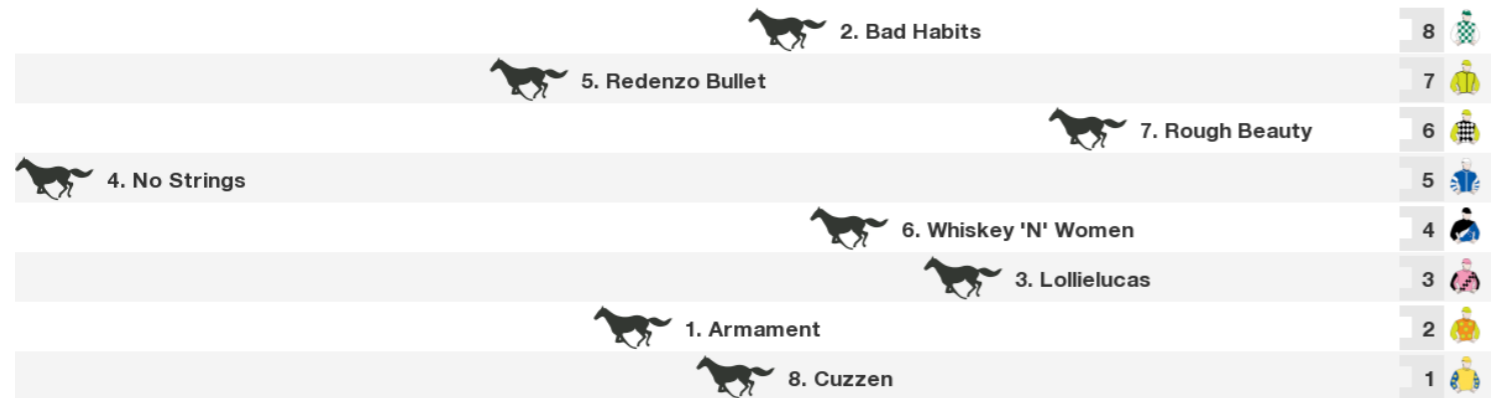 2. Bad Habits 8
5. Redenzo Bullet 7
7. Rough Beauty 6
4. No Strings 5
6. Whiskey 'N' Women 4
3. Lollielucas 3
1. Armament 2
8. Cuzzen 1